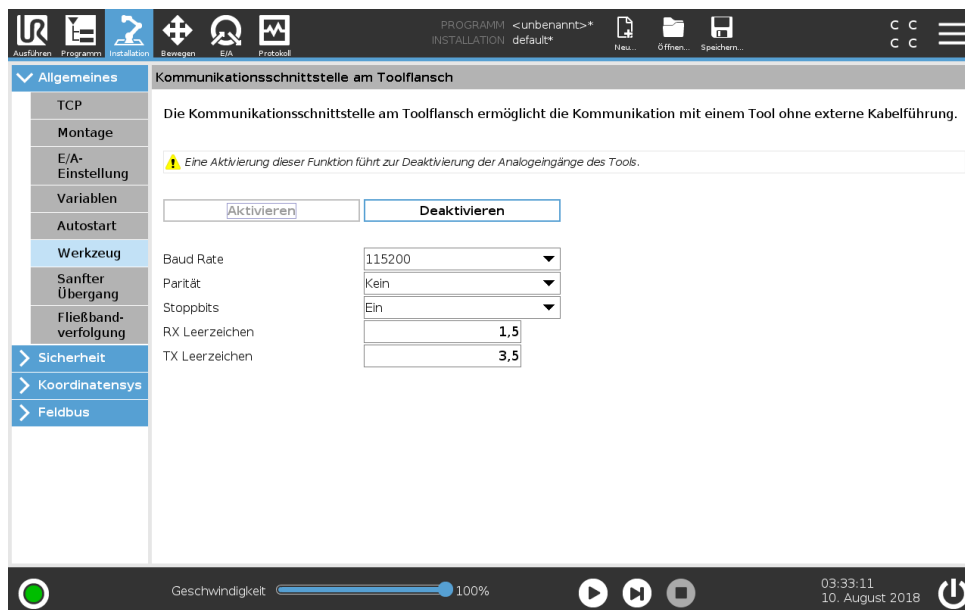 UR
PROGRAMM <unbenannt>*
INSTALLATION default*
Ausführen Programm Installation Bewegen E/A Protokoll Neu... Öffnen... Speichern...
C C
C C
Allgemeines
TCP
Montage
E/A-
Einstellung
Variablen
Autostart
Werkzeug
Sanfter
Übergang
Fließband-
verfolgung
Sicherheit
Koordinatensys
Feldbus
Kommunikationsschnittstelle am Toolflansch
Die Kommunikationsschnittstelle am Toolflansch ermöglicht die Kommunikation mit einem Tool ohne externe Kabelführung.
Eine Aktivierung dieser Funktion führt zur Deaktivierung der Analogeingänge des Tools.
Aktivieren Deaktivieren
Baud Rate 115200
Parität Kein
Stoppbits Ein
RX Leerzeichen 1,5
TX Leerzeichen 3,5
Geschwindigkeit 100%
03:33:11
10. August 2018